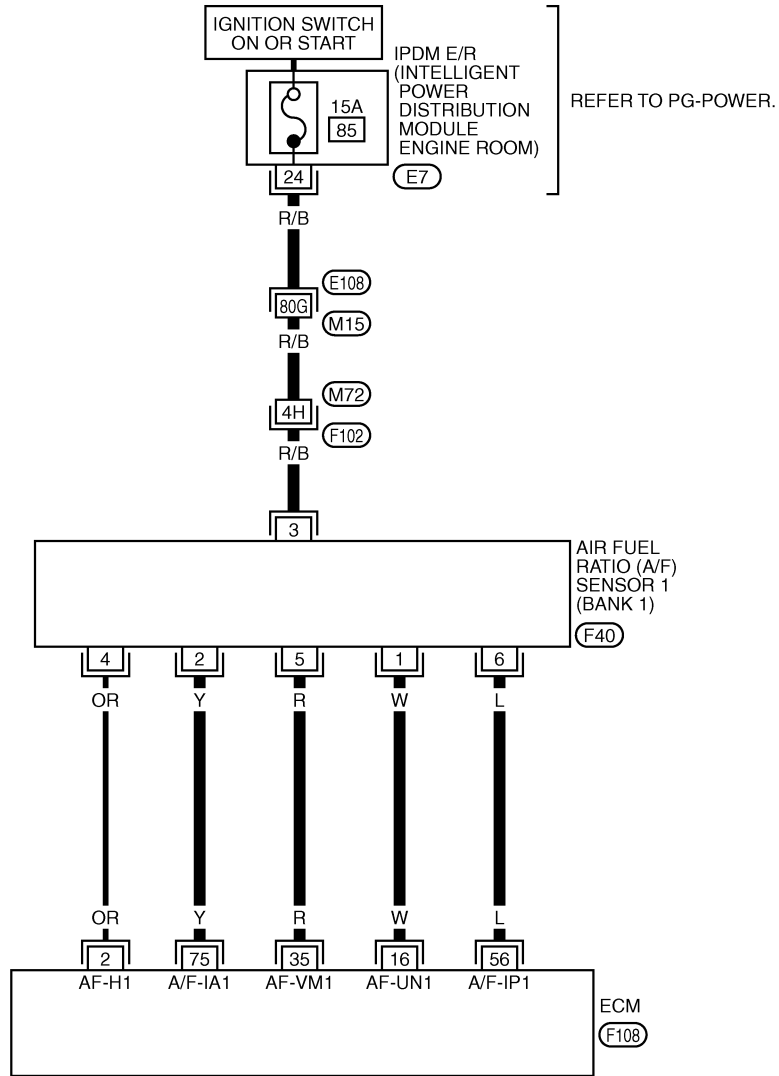 IGNITION SWITCH
ON OR START
IPDM E/R
(INTELLIGENT
POWER
DISTRIBUTION
MODULE
ENGINE ROOM)
REFER TO PG-POWER.
15A
85
24
E7
R/B
E108
80G
M15
R/B
M72
4H
F102
R/B
3
AIR FUEL
RATIO (A/F)
SENSOR 1
(BANK 1)
F40
4 2 5 1 6
OR Y R W L
OR Y R W L
2 75 35 16 56
AF-H1 A/F-IA1 AF-VM1 AF-UN1 A/F-IP1
ECM
F108